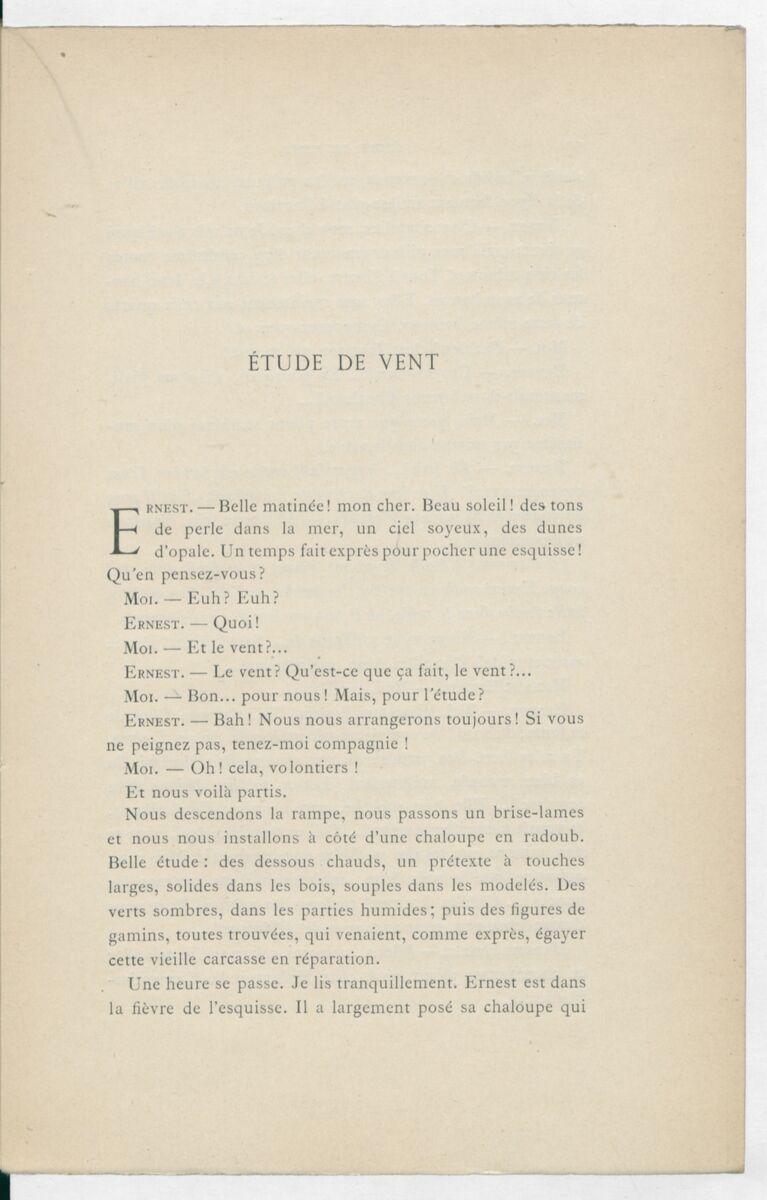 ÉTUDE DE VENT
ERNEST. — Belle matinée! mon cher. Beau soleil! des tons
de perle dans la mer, un ciel soyeux, des dunes
d'opale. Un temps fait exprès pour pocher une esquisse!
Qu'en pensez-vous?
MOI. — Euh? Euh?
ERNEST. — Quoi!
MOI. — Et le vent?...
ERNEST. — Le vent? Qu'est-ce que ça fait, le vent?...
MOI. — Bon... pour nous! Mais, pour l'étude?
ERNEST. — Bah! Nous nous arrangerons toujours! Si vous
ne peignez pas, tenez-moi compagnie !
MOI. — Oh! cela, volontiers !
Et nous voilà partis.
Nous descendons la rampe, nous passons un brise-lames
et nous nous installons à côté d'une chaloupe en radoub.
Belle étude : des dessous chauds, un prétexte à touches
larges, solides dans les bois, souples dans les modelés. Des
verts sombres, dans les parties humides; puis des figures de
gamins, toutes trouvées, qui venaient, comme exprès, égayer
cette vieille carcasse en réparation.
Une heure se passe. Je lis tranquillement. Ernest est dans
la fièvre de l'esquisse. Il a largement posé sa chaloupe qui